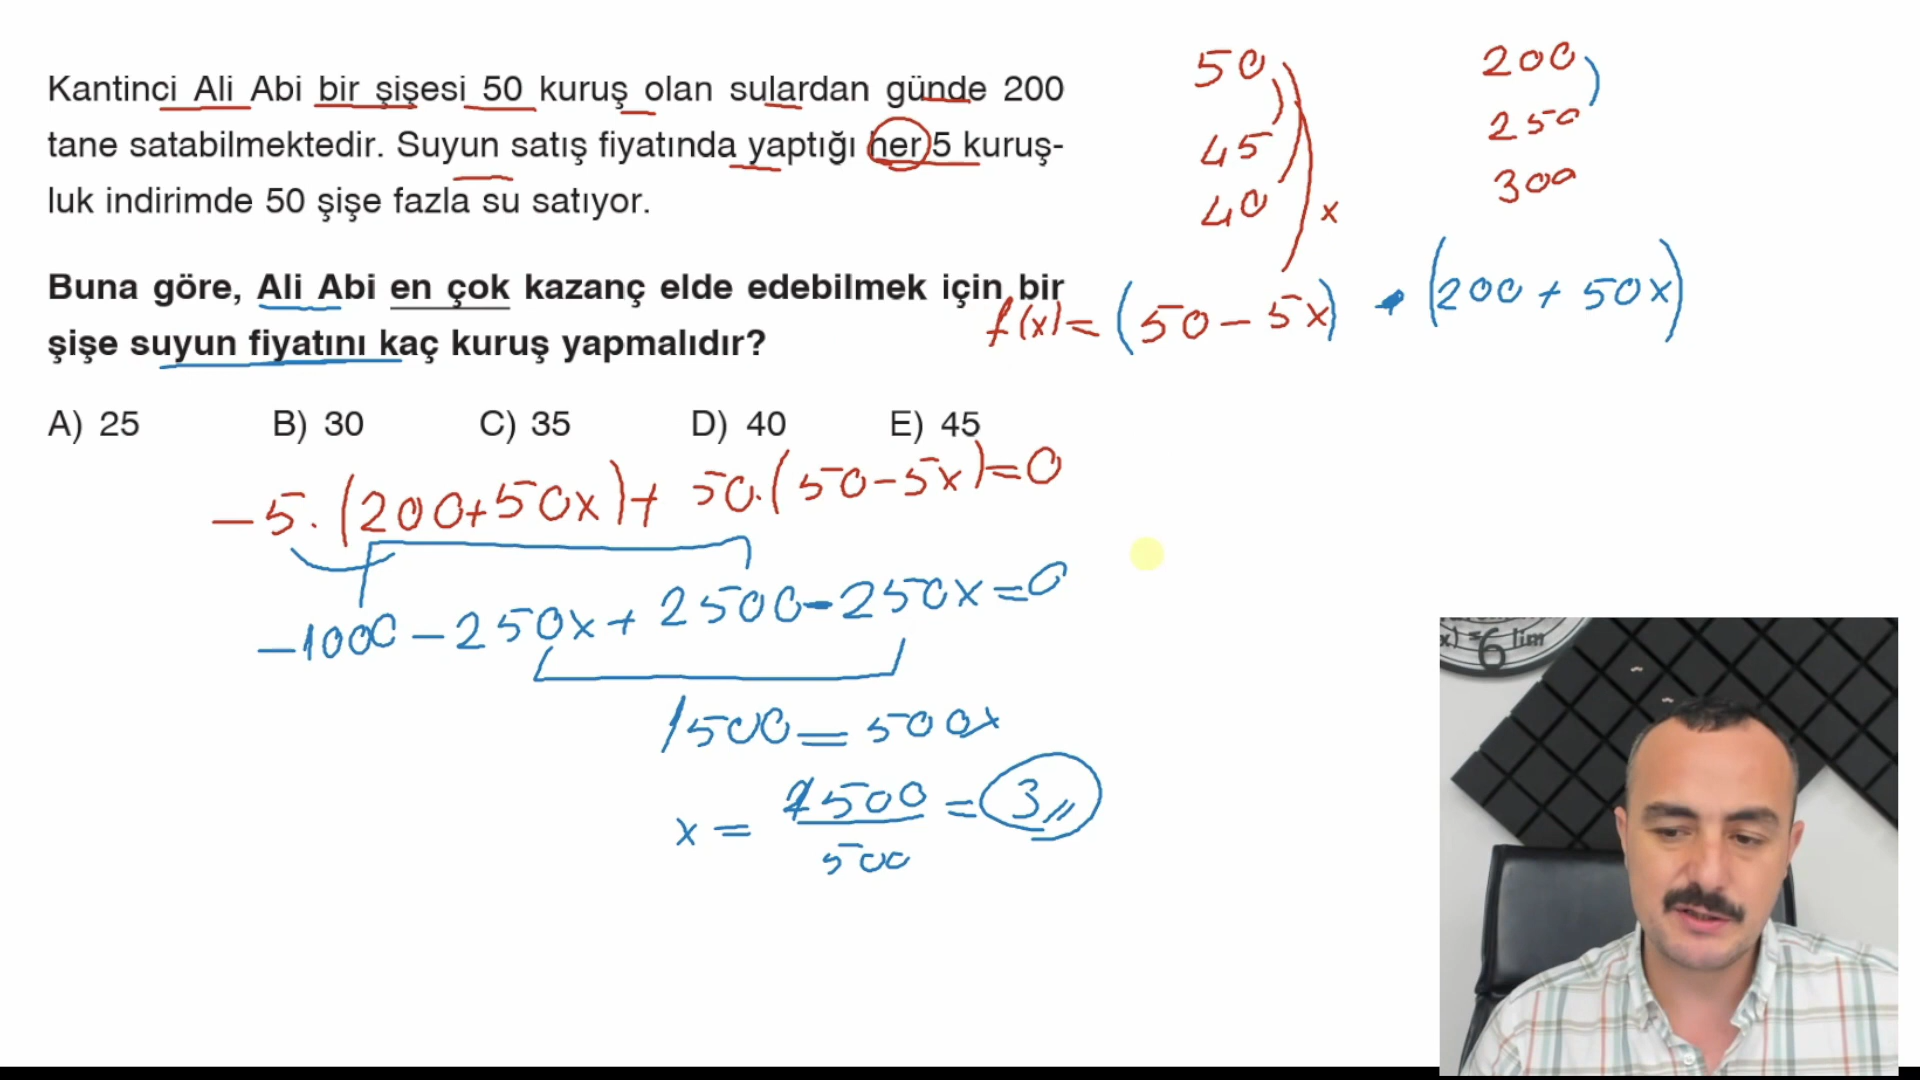 Kantinci Ali Abi bir şişesi 50 kuruş olan sulardan günde 200
tane satabilmektedir. Suyun satış fiyatında yaptığı her 5 kuruş-
luk indirimde 50 şişe fazla su satıyor.
Buna göre, Ali Abi en çok kazanç elde edebilmek için bir
şişe suyun fiyatını kaç kuruş yapmalıdır?
A) 25 B) 30 C) 35 D) 40 E) 45
50 200
45 250
40 x 300
f(x) = (50 - 5x) · (200 + 50x)
-5.(200+50x)+ 50.(50-5x)=0
-1000 - 250x + 2500 - 250x = 0
1500 = 500x
x = 1500/500 = 3
x) = 6 lim